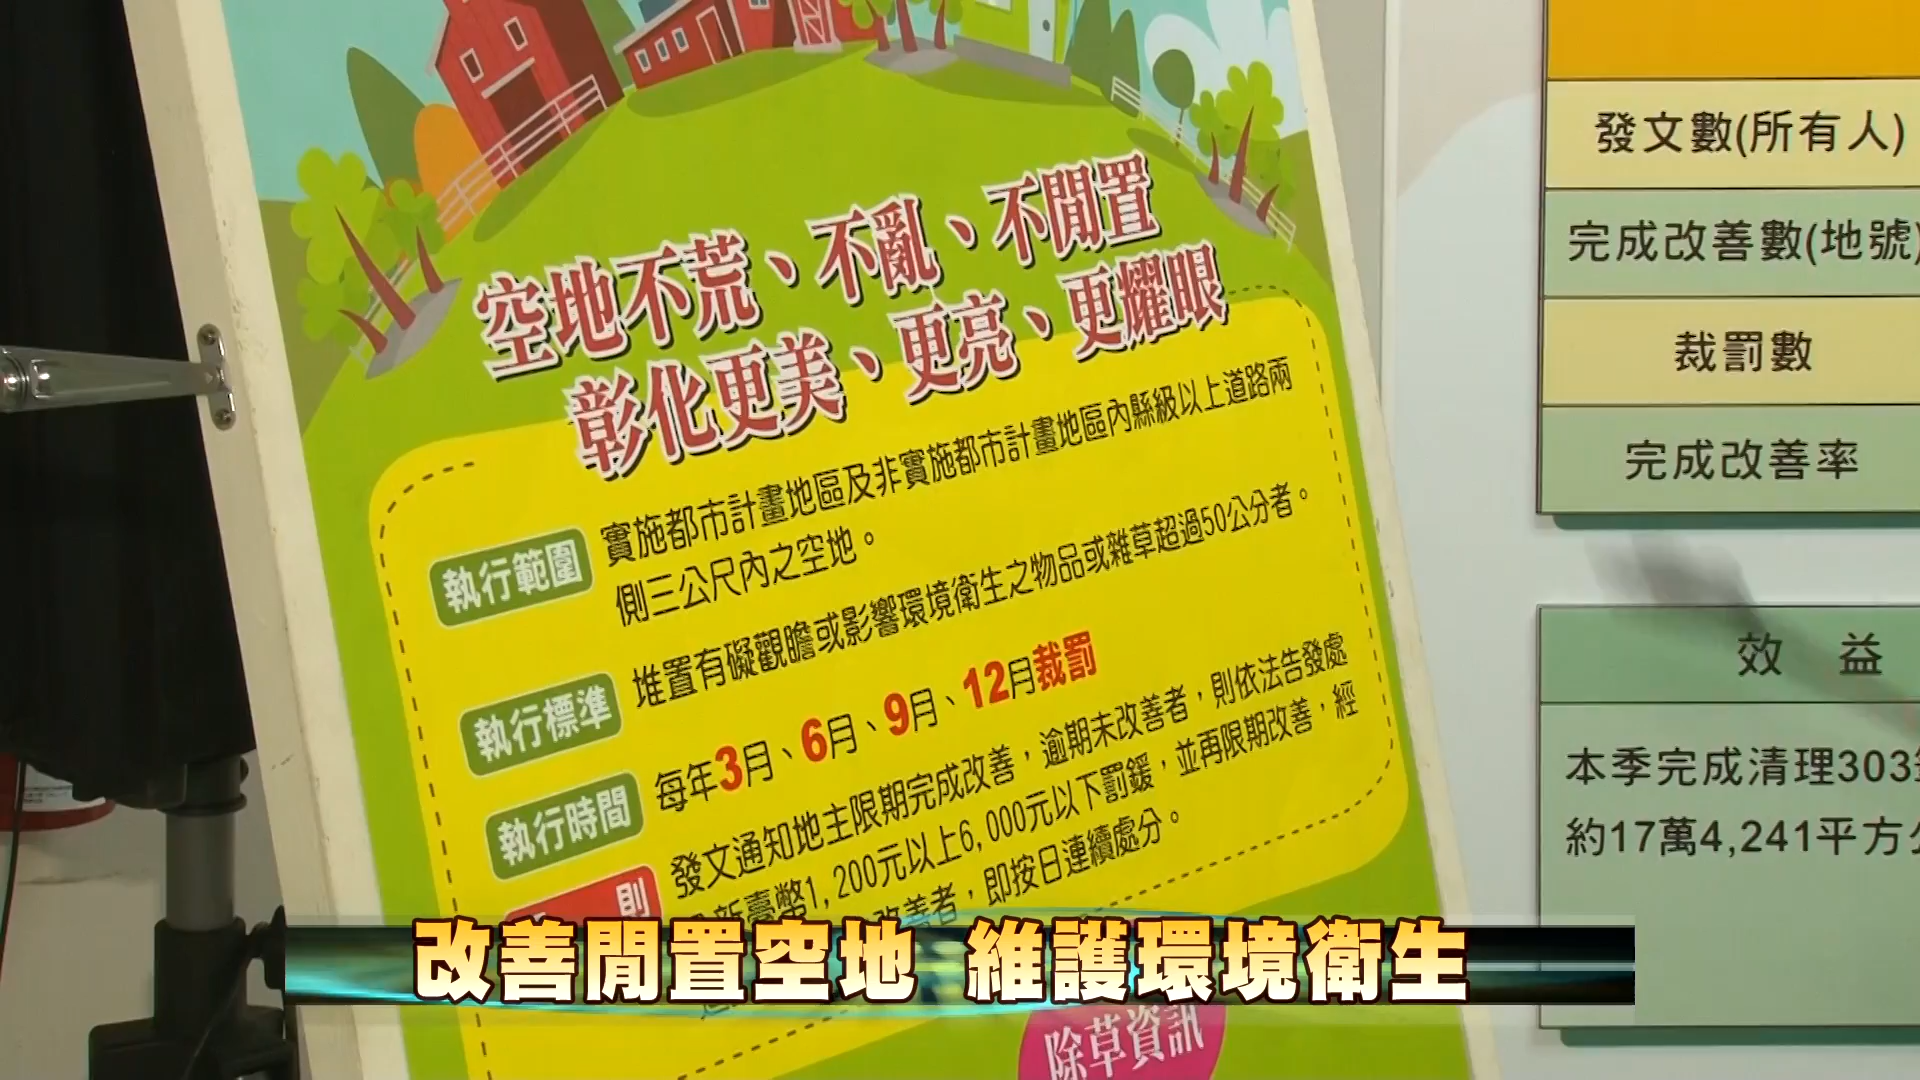 空地不荒、不亂、不閒置
彰化更美、更亮、更耀眼
執行範圍
實施都市計畫地區及非實施都市計畫地區內縣級以上道路兩
側三公尺內之空地。
執行標準
堆置有礙觀瞻或影響環境衛生之物品或雜草超過50公分者。
執行時間
每年3月、6月、9月、12月裁罰
則
發文通知地主限期完成改善，逾期未改善者，則依法告發處
新臺幣1,200元以上6,000元以下罰鍰，並再限期改善，經
改善者，即按日連續處分。
除草資訊
發文數(所有人)
完成改善數(地號)
裁罰數
完成改善率
效 益
本季完成清理303
約17萬4,241平方公
改善閒置空地 維護環境衛生